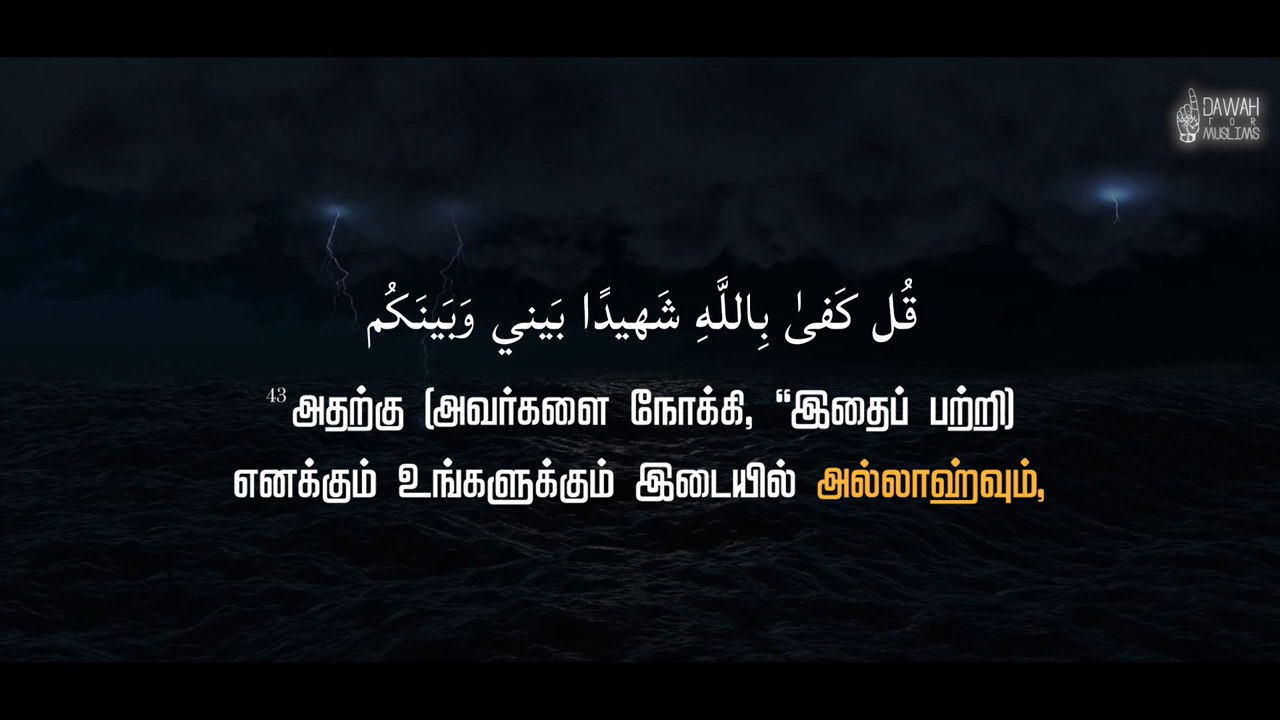 DAWAH
FOR
MUSLIMS
قُل كَفىٰ بِاللَّهِ شَهيدًا بَيني وَبَينَكُم
43 அதற்கு (அவர்களை நோக்கி, “இதைப் பற்றி)
எனக்கும் உங்களுக்கும் இடையில் அல்லாஹ்வும்,